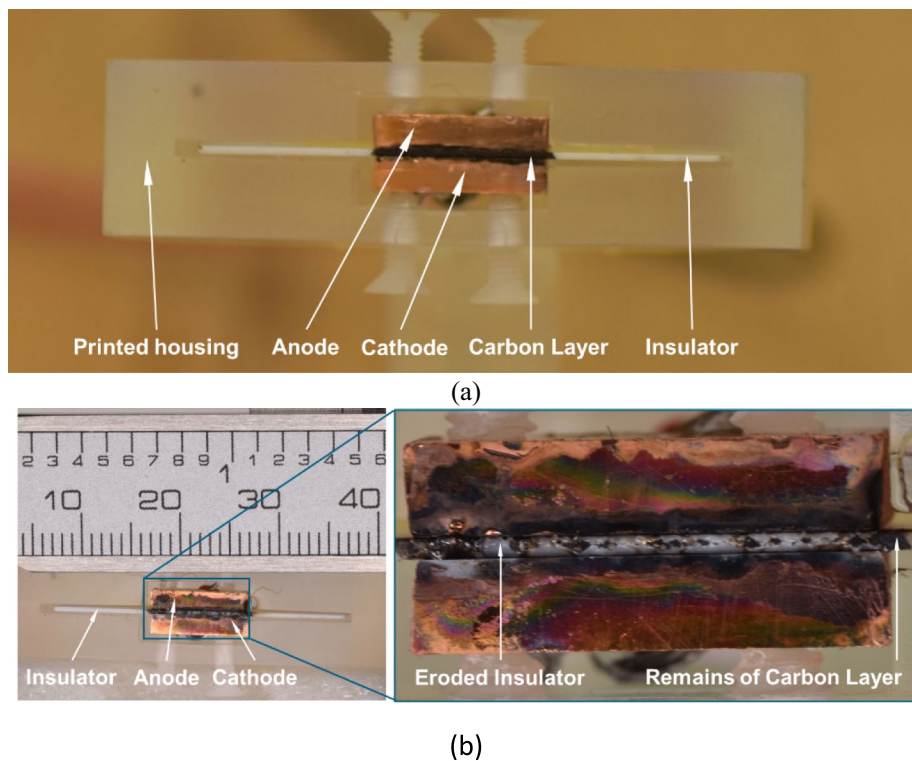 Printed housing Anode Cathode Carbon Layer Insulator
(a)
2 3 4 5 6 7 8 9 1 1 2 3 4 5 6
10 20 30 40
Insulator Anode Cathode
Eroded Insulator Remains of Carbon Layer
(b)